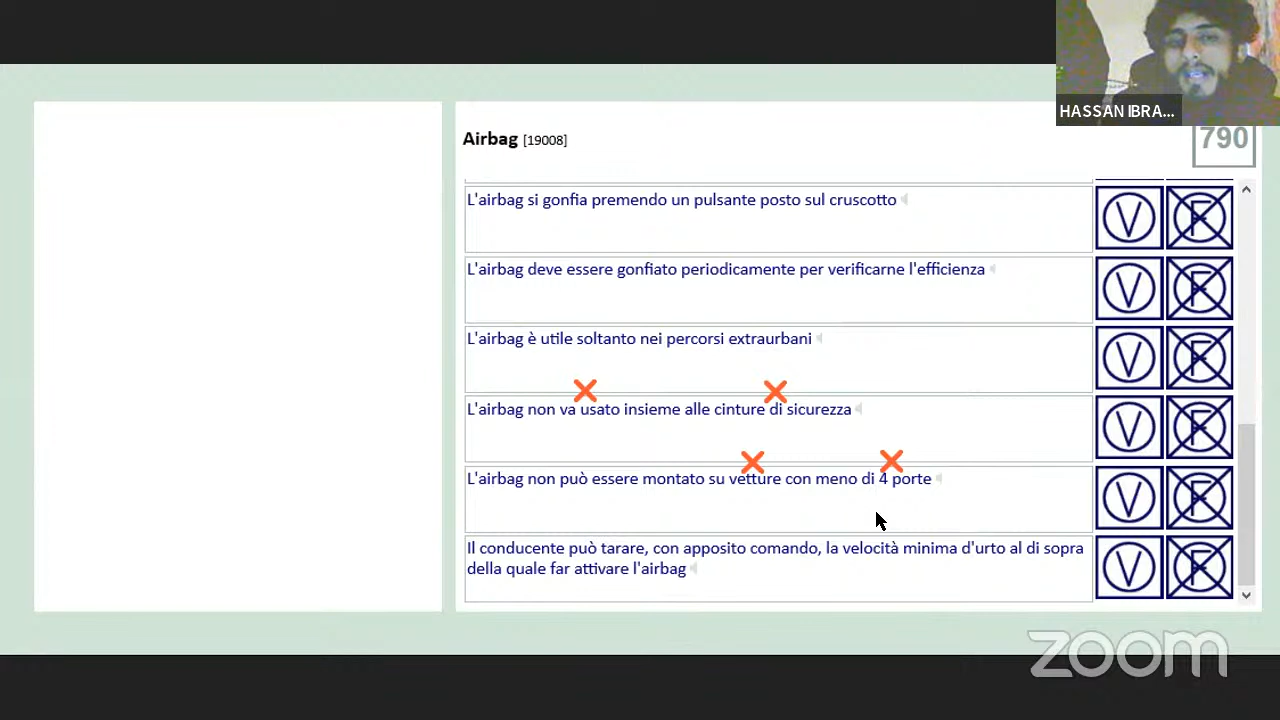 HASSAN IBRA...
Airbag [19008]
790
L'airbag si gonfia premendo un pulsante posto sul cruscotto
V F
L'airbag deve essere gonfiato periodicamente per verificarne l'efficienza
V F
L'airbag è utile soltanto nei percorsi extraurbani
V F
L'airbag non va usato insieme alle cinture di sicurezza
V F
L'airbag non può essere montato su vetture con meno di 4 porte
V F
Il conducente può tarare, con apposito comando, la velocità minima d'urto al di sopra
della quale far attivare l'airbag
V F
zoom